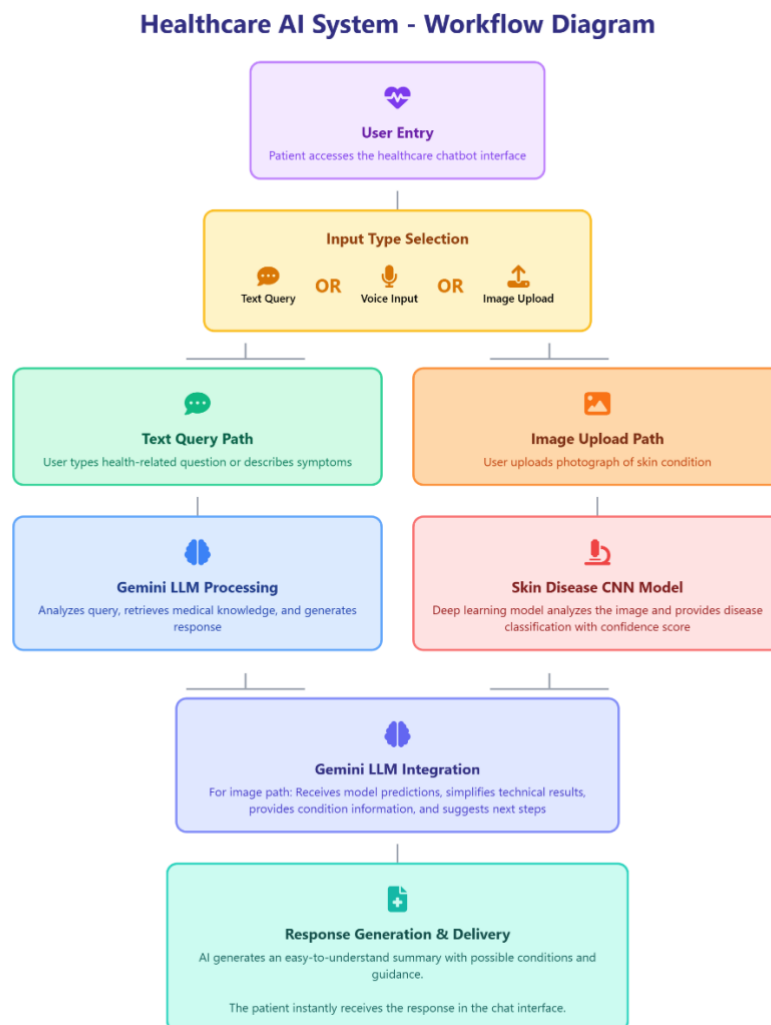 Healthcare AI System - Workflow Diagram
User Entry
Patient accesses the healthcare chatbot interface
Input Type Selection
OR
OR
Text Query
Voice Input
Image Upload
Text Query Path
User types health-related question or describes symptoms
Image Upload Path
User uploads photograph of skin condition
Gemini LLM Processing
Analyzes query, retrieves medical knowledge, and generates
response
Skin Disease CNN Model
Deep learning model analyzes the image and provides disease
classification with confidence score
Gemini LLM Integration
For image path: Receives model predictions, simplifies technical results,
provides condition information, and suggests next steps
Response Generation & Delivery
AI generates an easy-to-understand summary with possible conditions and
guidance.
The patient instantly receives the response in the chat interface.